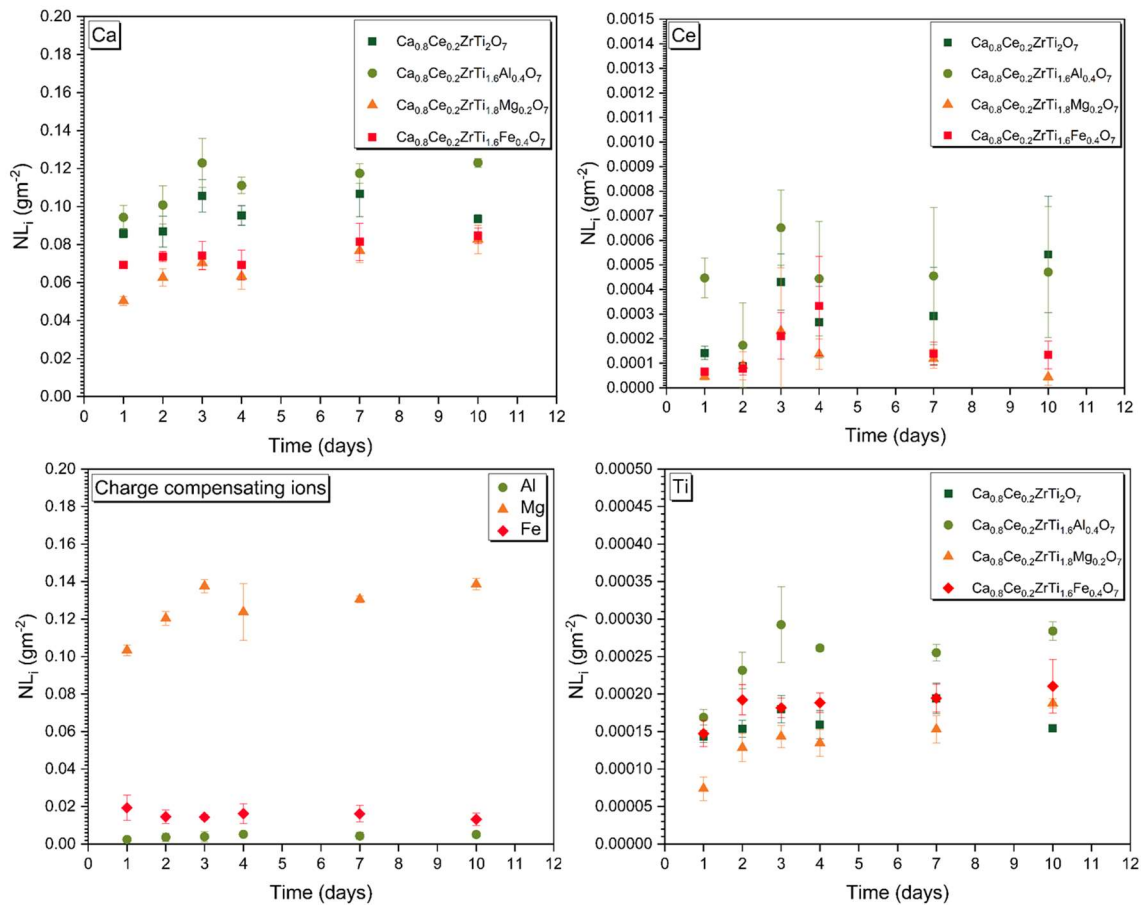 Ca
Ca0.8Ce0.2ZrTi2O7
Ca0.8Ce0.2ZrTi1.6Al0.4O7
Ca0.8Ce0.2ZrTi1.8Mg0.2O7
Ca0.8Ce0.2ZrTi1.6Fe0.4O7
NLi (gm-2)
0.20
0.18
0.16
0.14
0.12
0.10
0.08
0.06
0.04
0.02
0.00
0 1 2 3 4 5 6 7 8 9 10 11 12
Time (days)
Ce
Ca0.8Ce0.2ZrTi2O7
Ca0.8Ce0.2ZrTi1.6Al0.4O7
Ca0.8Ce0.2ZrTi1.8Mg0.2O7
Ca0.8Ce0.2ZrTi1.6Fe0.4O7
NLi (gm-2)
0.0015
0.0014
0.0013
0.0012
0.0011
0.0010
0.0009
0.0008
0.0007
0.0006
0.0005
0.0004
0.0003
0.0002
0.0001
0.0000
0 1 2 3 4 5 6 7 8 9 10 11 12
Time (days)
Charge compensating ions
Al
Mg
Fe
NLi (gm-2)
0.20
0.18
0.16
0.14
0.12
0.10
0.08
0.06
0.04
0.02
0.00
0 1 2 3 4 5 6 7 8 9 10 11 12
Time (days)
Ti
Ca0.8Ce0.2ZrTi2O7
Ca0.8Ce0.2ZrTi1.6Al0.4O7
Ca0.8Ce0.2ZrTi1.8Mg0.2O7
Ca0.8Ce0.2ZrTi1.6Fe0.4O7
NLi (gm-2)
0.00050
0.00045
0.00040
0.00035
0.00030
0.00025
0.00020
0.00015
0.00010
0.00005
0.00000
0 1 2 3 4 5 6 7 8 9 10 11 12
Time (days)